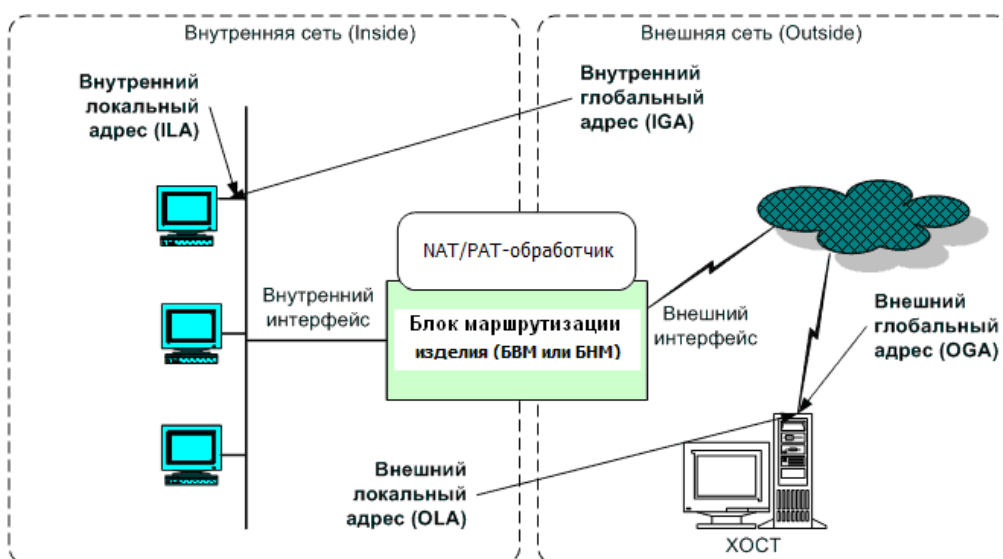 Внутренняя сеть (Inside)
Внешняя сеть (Outside)
Внутренний
локальный
адрес (ILA)
Внутренний
глобальный
адрес (IGA)
NAT/PAT-обработчик
Внутренний
интерфейс
Блок маршрутизации
изделия (БВМ или БНМ)
Внешний
интерфейс
Внешний
глобальный
адрес (OGA)
Внешний
локальный
адрес (OLA)
ХОСТ